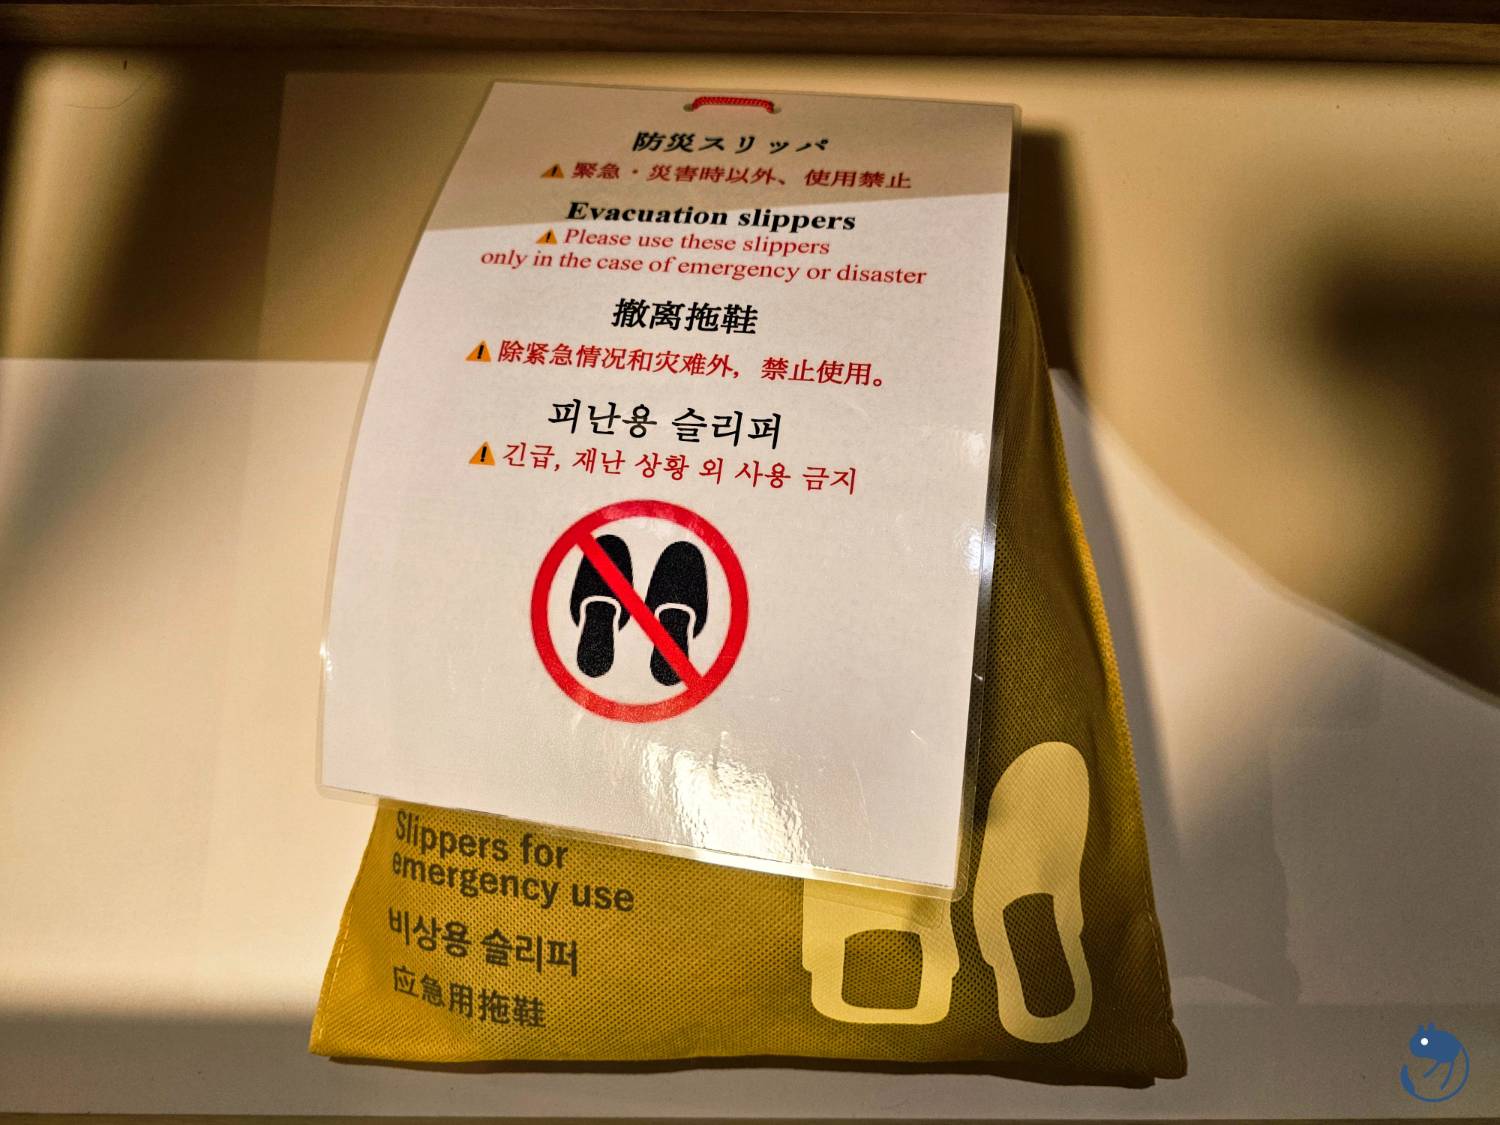 防災スリッパ
⚠ 緊急・災害時以外、使用禁止
Evacuation slippers
⚠ Please use these slippers
only in the case of emergency or disaster
撤离拖鞋
⚠ 除紧急情况和灾难外，禁止使用。
피난용 슬리퍼
⚠ 긴급, 재난 상황 외 사용 금지
Slippers for
emergency use
비상용 슬리퍼
应急用拖鞋